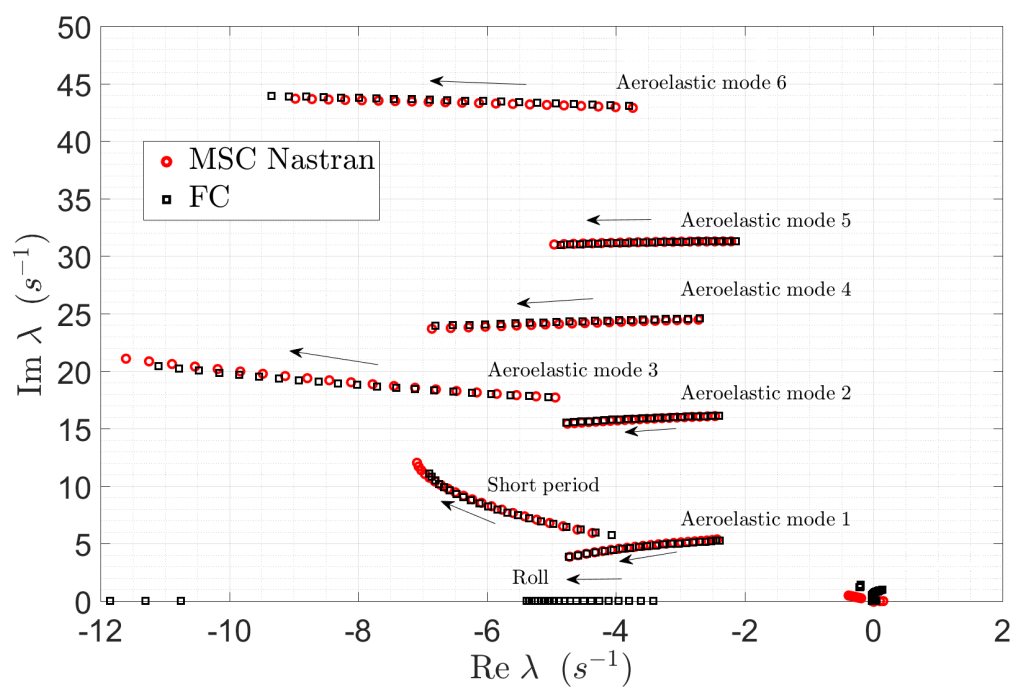 50
45
40
35
30
25
20
15
10
5
0
Im λ (s⁻¹)
MSC Nastran
FC
Aeroelastic mode 6
Aeroelastic mode 5
Aeroelastic mode 4
Aeroelastic mode 3
Aeroelastic mode 2
Short period
Aeroelastic mode 1
Roll
-12 -10 -8 -6 -4 -2 0 2
Re λ (s⁻¹)